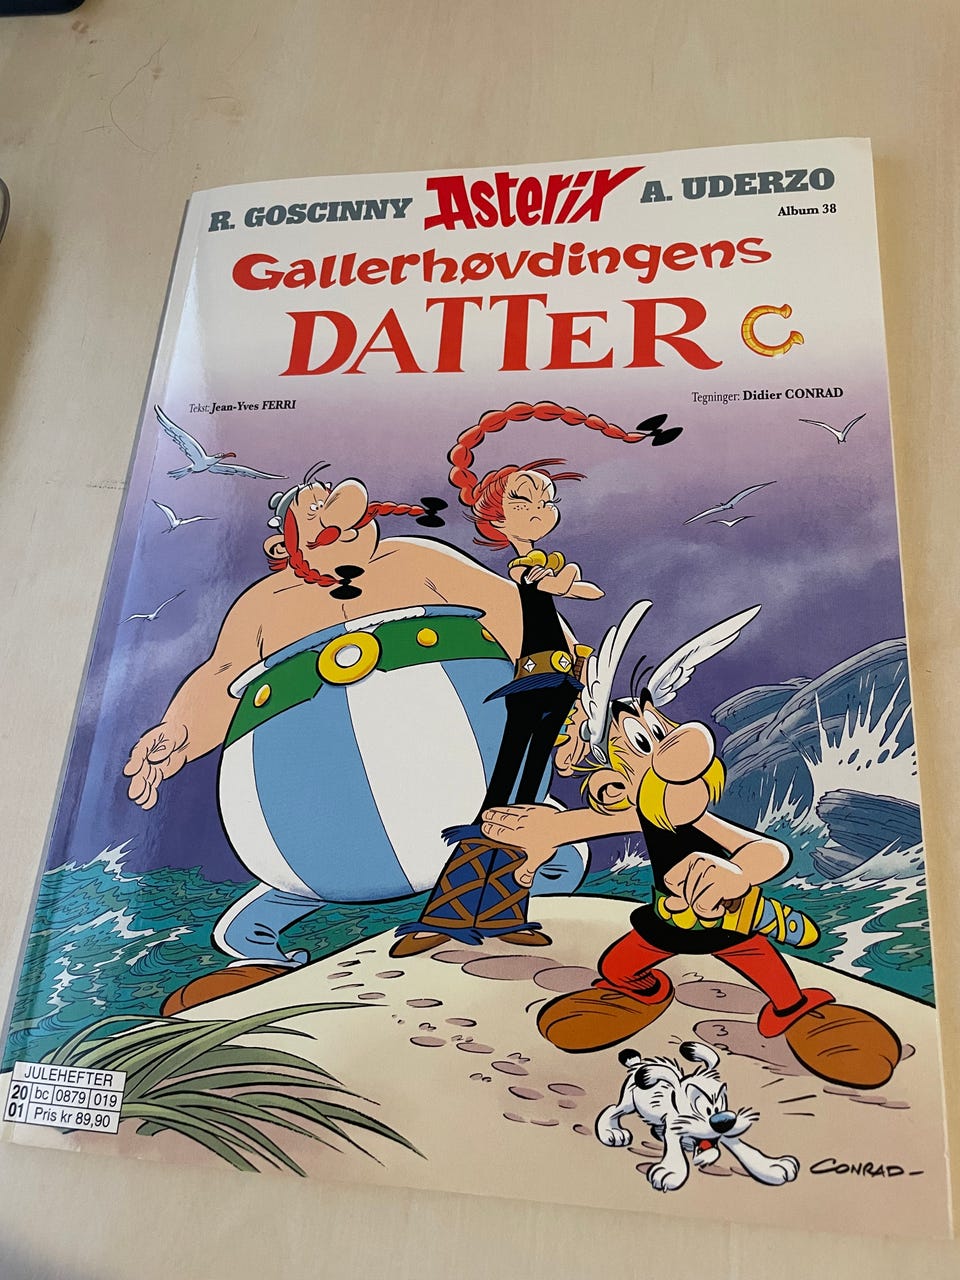 R. GOSCINNY Asterix A. UDERZO
Album 38
Gallerhøvdingens
DATTER
Tekst: Jean-Yves FERRI
Tegninger: Didier CONRAD
JULEHEFTER
20 bc 0879 019
01 Pris kr 89,90
CONRAD